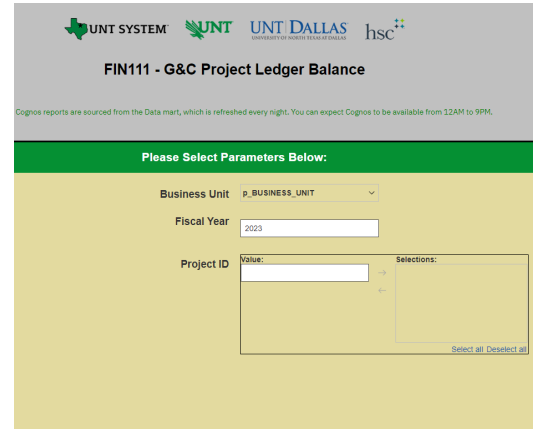 UNT SYSTEM UNT UNT DALLAS hsc
UNIVERSITY OF NORTH TEXAS AT DALLAS
FIN111 - G&C Project Ledger Balance
Cognos reports are sourced from the Data mart, which is refreshed every night. You can expect Cognos to be available from 12AM to 9PM.
Please Select Parameters Below:
Business Unit p_BUSINESS_UNIT
Fiscal Year 2023
Project ID Value: Selections:
Select all Deselect all